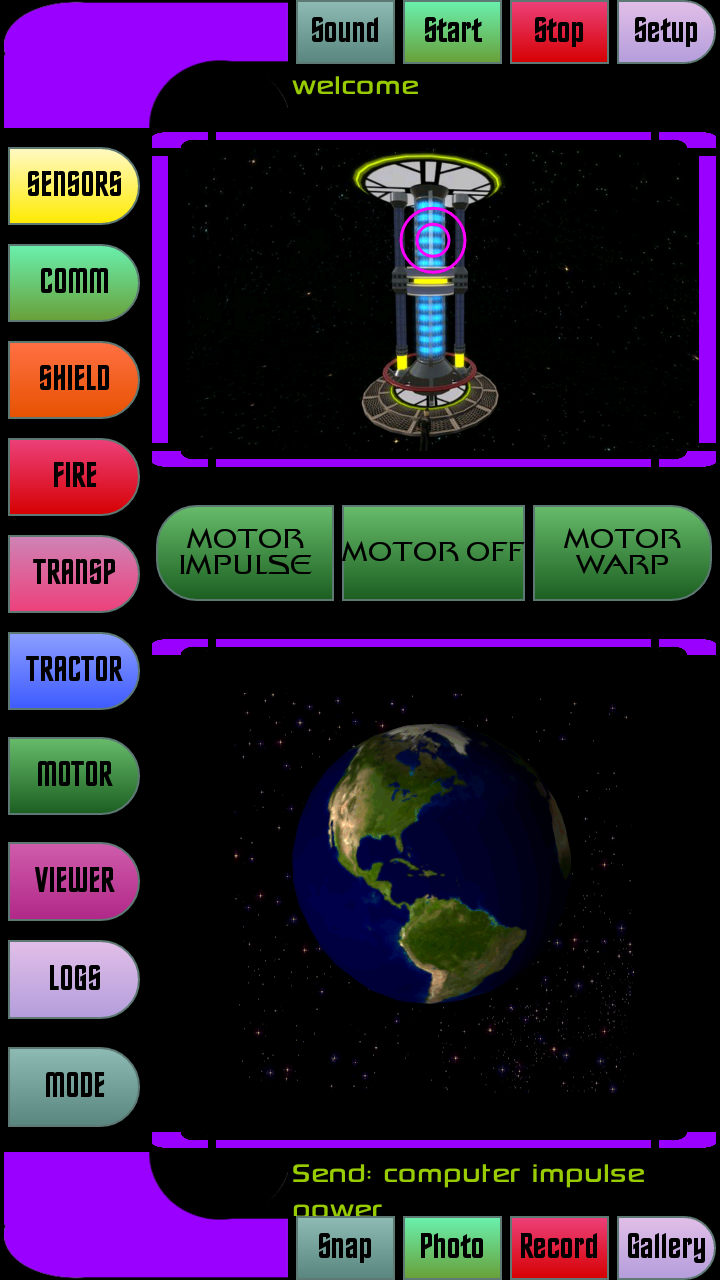 Sound
Start
Stop
Setup
welcome
SENSORS
COMM
SHIELD
FIRE
TRANSP
TRACTOR
MOTOR
VIEWER
LOGS
MODE
MOTOR
IMPULSE
MOTOR OFF
MOTOR
WARP
Send: computer impulse
power
Snap
Photo
Record
Gallery